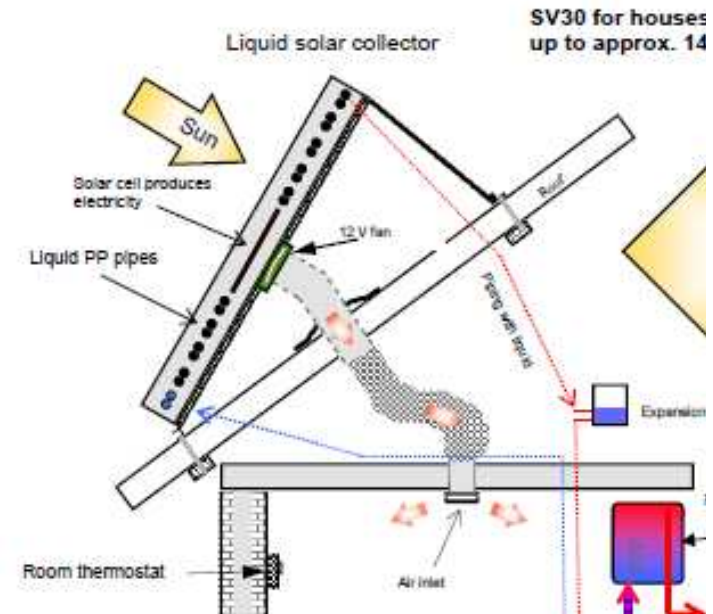 SV30 for houses
up to approx. 14
Liquid solar collector
Sun
Solar cell produces
electricity
Roof
12 V fan
Liquid PP pipes
Piping with liquid
Expansion
Room thermostat
Air inlet